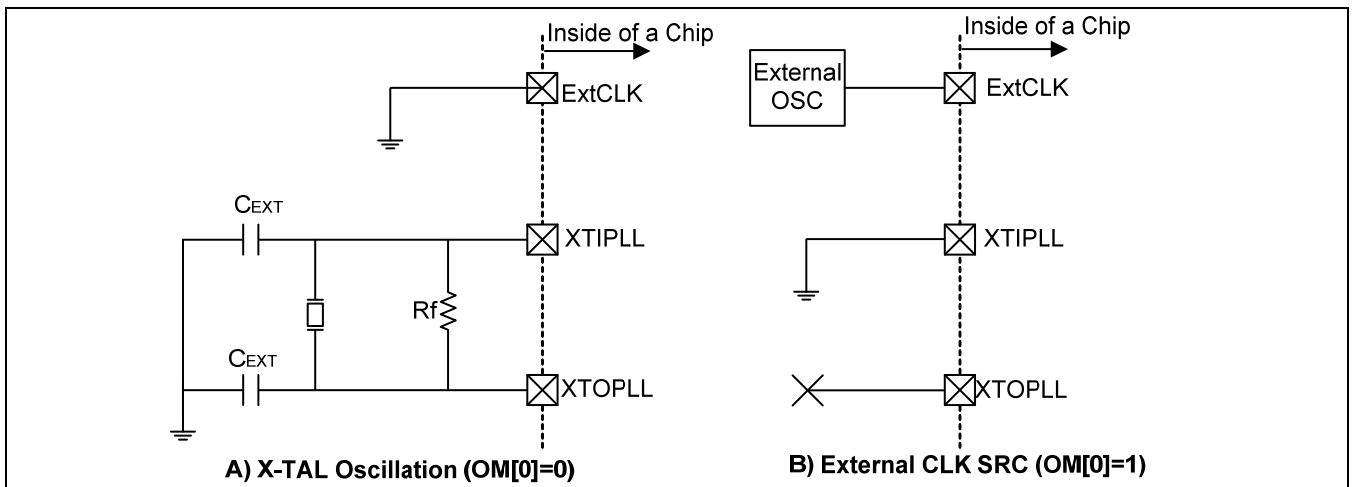 Inside of a Chip
ExtCLK
CEXT
XTIPLL
Rf
CEXT
XTOPLL
A) X-TAL Oscillation (OM[0]=0)
Inside of a Chip
External
OSC
ExtCLK
XTIPLL
XTOPLL
B) External CLK SRC (OM[0]=1)